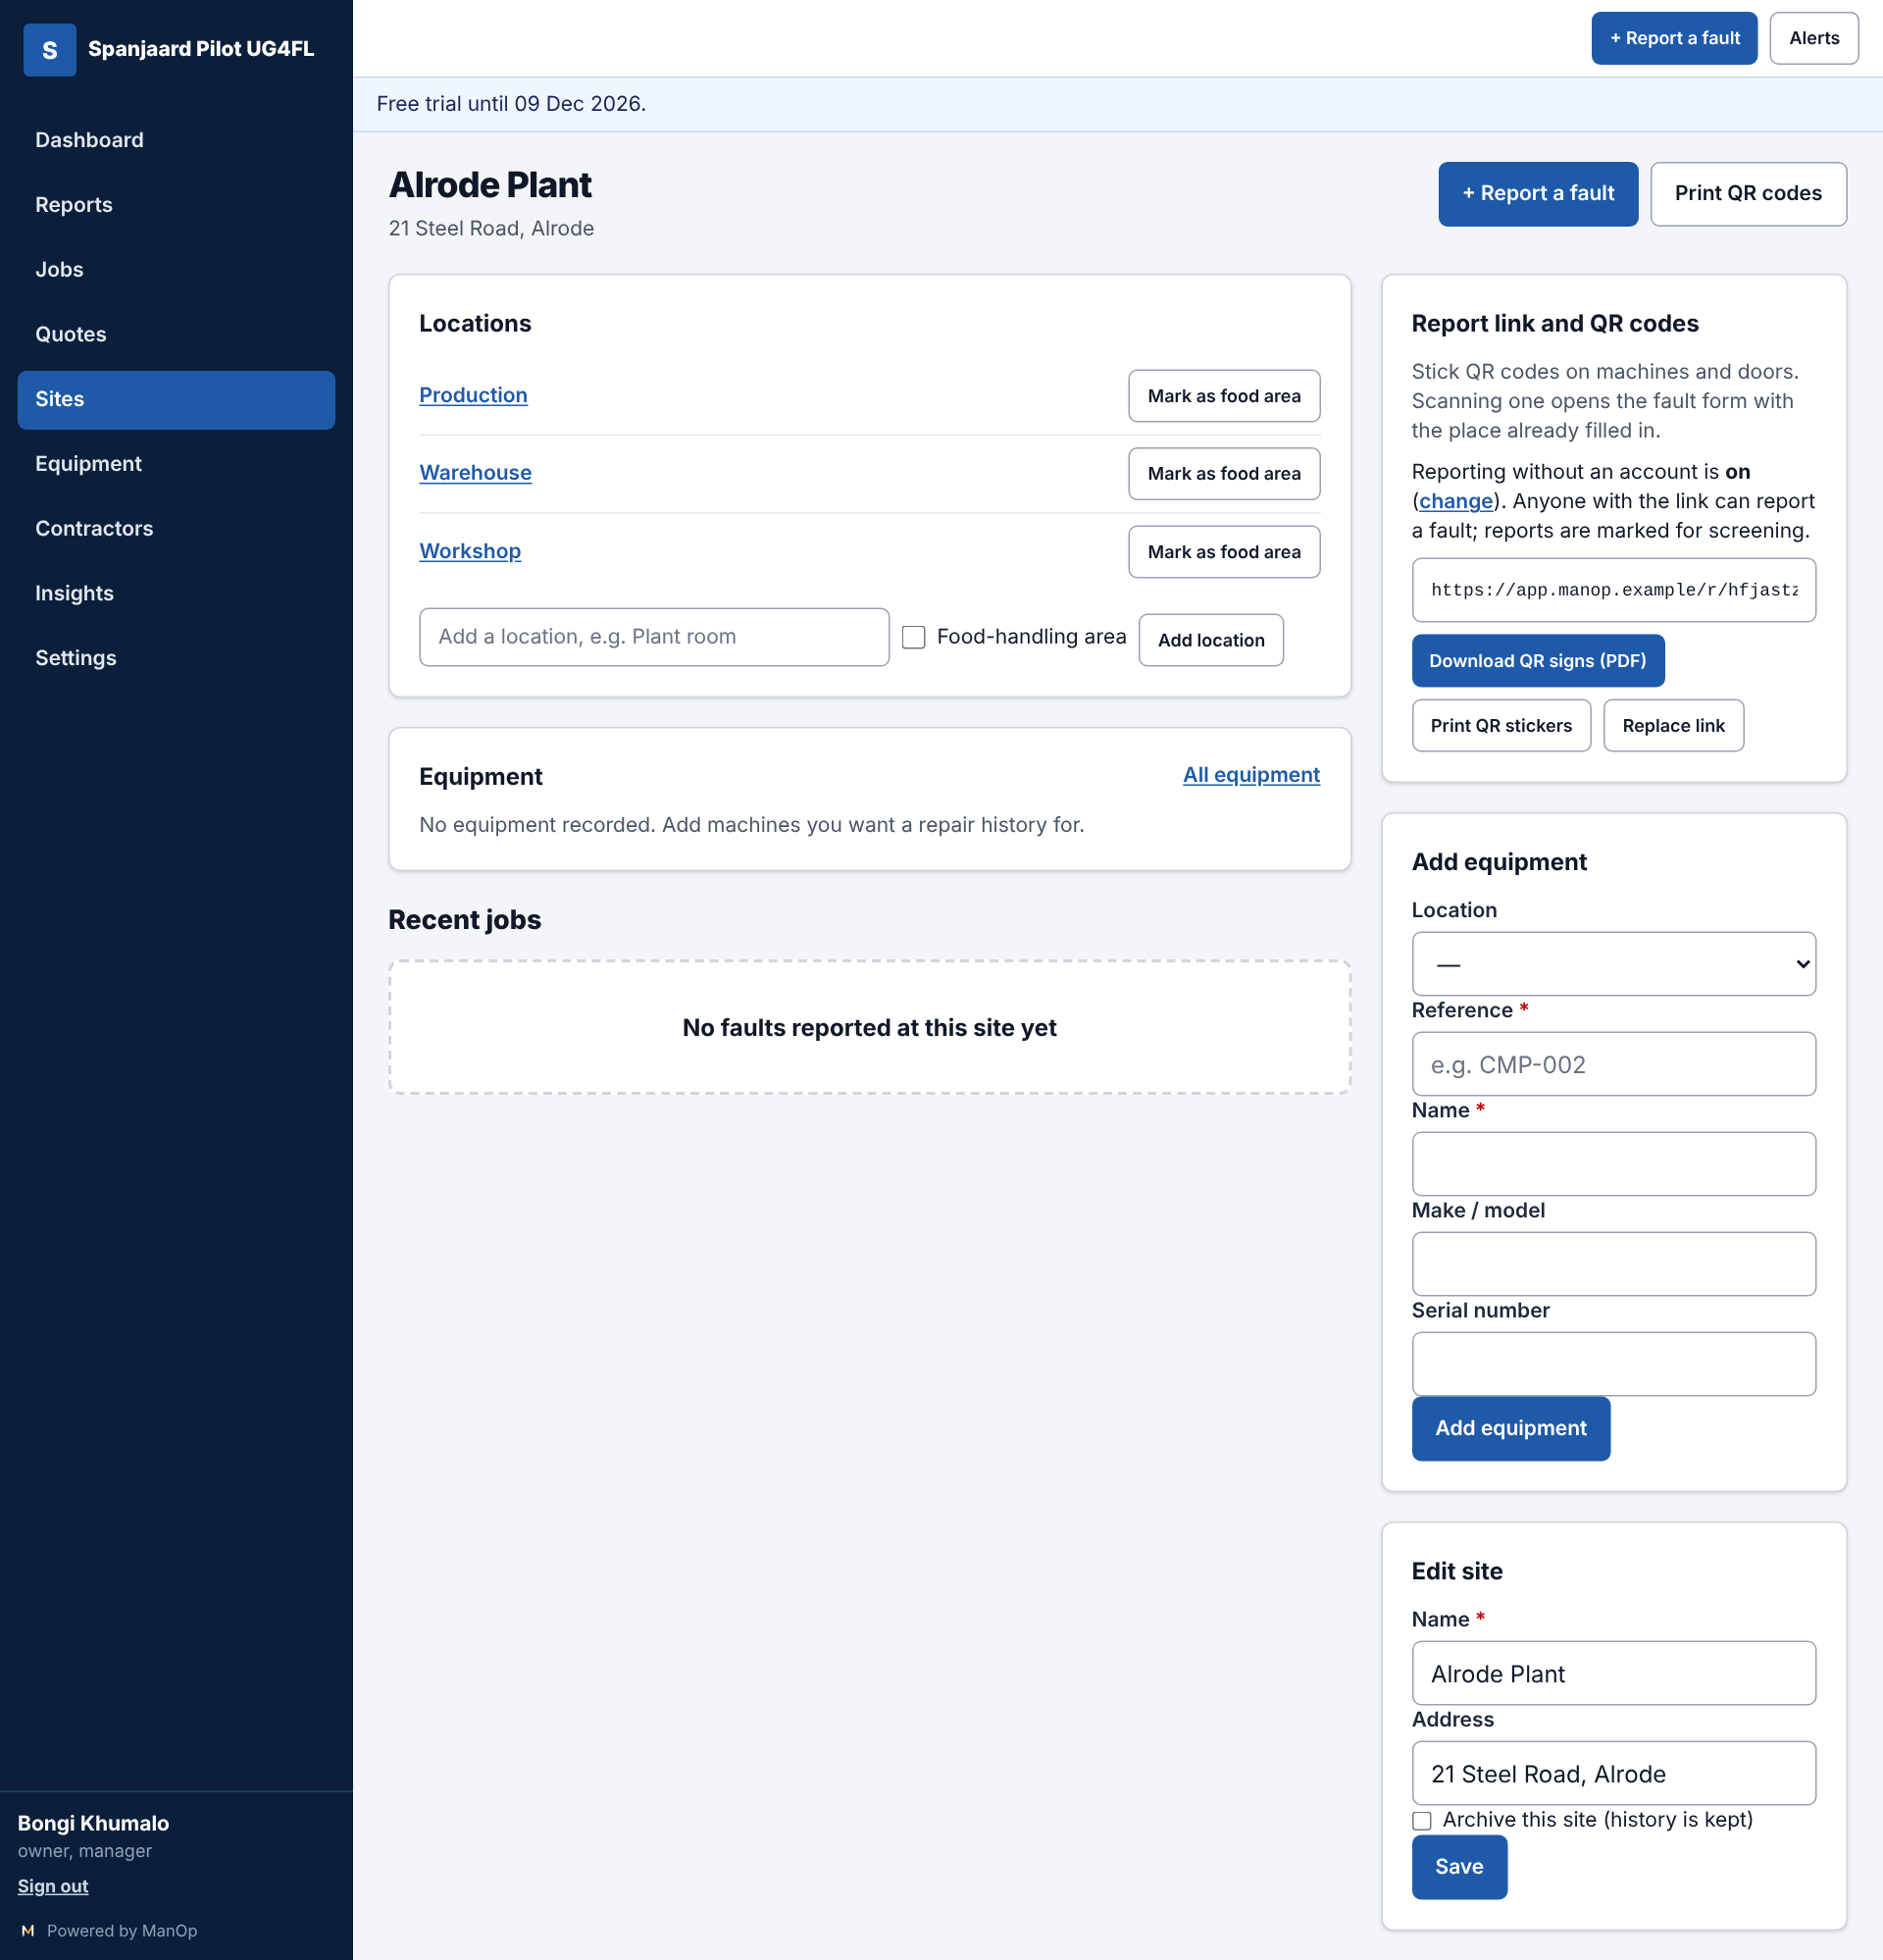 S Spanjaard Pilot UG4FL
Dashboard
Reports
Jobs
Quotes
Sites
Equipment
Contractors
Insights
Settings
Bongi Khumalo
owner, manager
Sign out
M Powered by ManOp
+ Report a fault
Alerts
Free trial until 09 Dec 2026.
Alrode Plant
21 Steel Road, Alrode
+ Report a fault
Print QR codes
Locations
Production
Mark as food area
Warehouse
Mark as food area
Workshop
Mark as food area
Add a location, e.g. Plant room
Food-handling area
Add location
Equipment
All equipment
No equipment recorded. Add machines you want a repair history for.
Recent jobs
No faults reported at this site yet
Report link and QR codes
Stick QR codes on machines and doors.
Scanning one opens the fault form with
the place already filled in.
Reporting without an account is on
(change). Anyone with the link can report
a fault; reports are marked for screening.
https://app.manop.example/r/hfjastz
Download QR signs (PDF)
Print QR stickers
Replace link
Add equipment
Location
—
Reference *
e.g. CMP-002
Name *
Make / model
Serial number
Add equipment
Edit site
Name *
Alrode Plant
Address
21 Steel Road, Alrode
Archive this site (history is kept)
Save